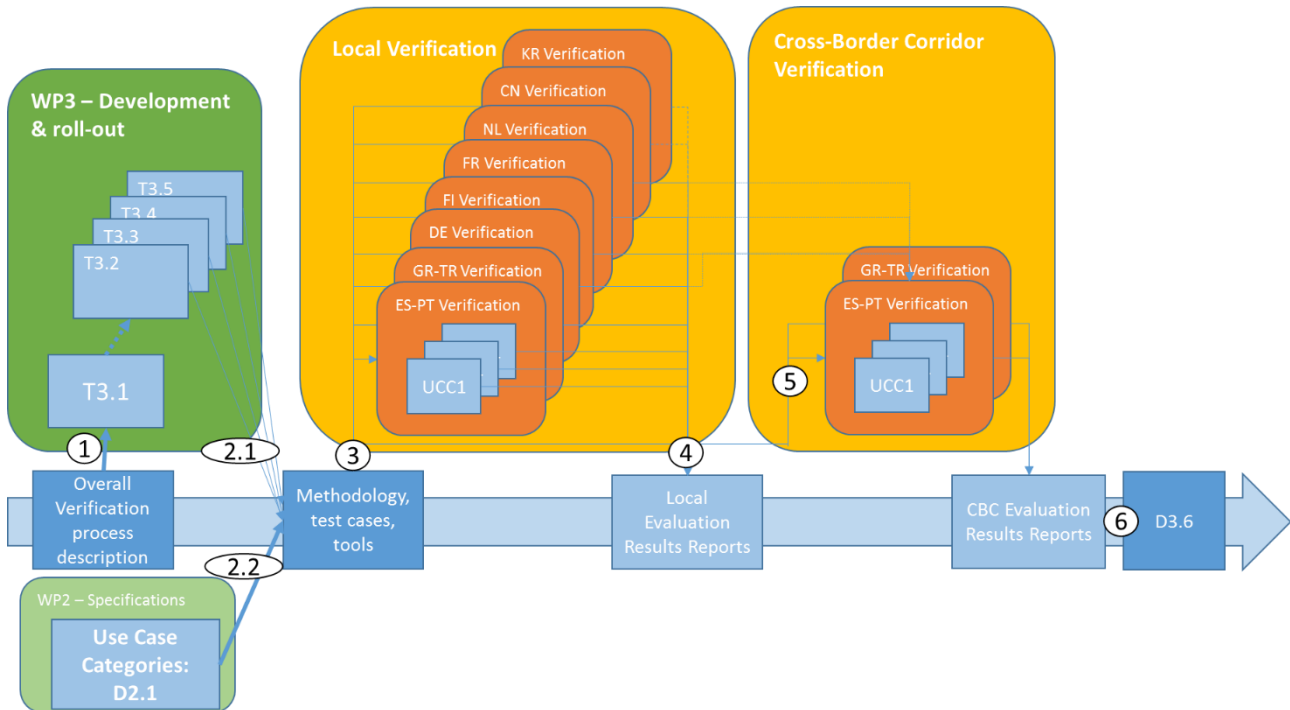 Local Verification
Cross-Border Corridor
Verification
KR Verification
CN Verification
NL Verification
FR Verification
FI Verification
DE Verification
GR-TR Verification
ES-PT Verification
UCC1
GR-TR Verification
ES-PT Verification
UCC1
WP3 – Development
& roll-out
T3.5
T3.4
T3.3
T3.2
T3.1
1
2.1
3
4
5
Overall
Verification
process
description
Methodology,
test cases,
tools
Local
Evaluation
Results Reports
CBC Evaluation
Results Reports
6
D3.6
2.2
WP2 – Specifications
Use Case
Categories:
D2.1